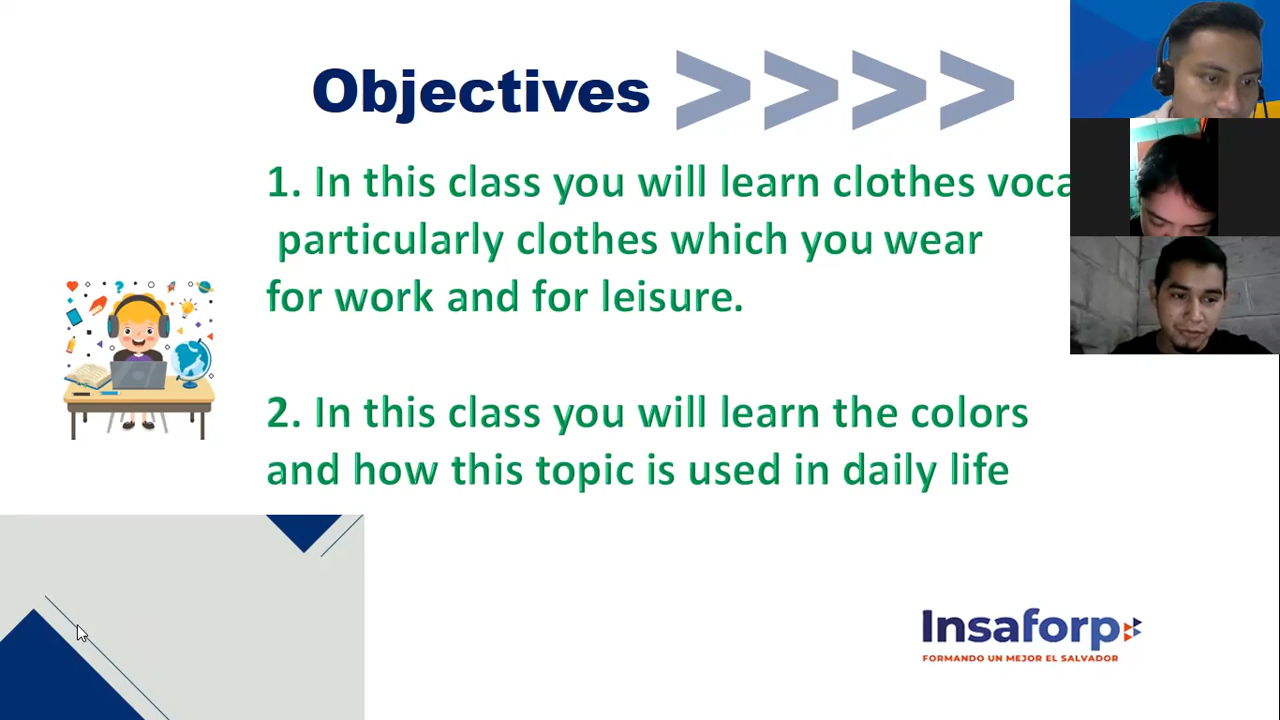 Objectives >>>>
1. In this class you will learn clothes
particularly clothes which you wear
for work and for leisure.
2. In this class you will learn the colors
and how this topic is used in daily life
Insaforp
FORMANDO UN MEJOR EL SALVADOR